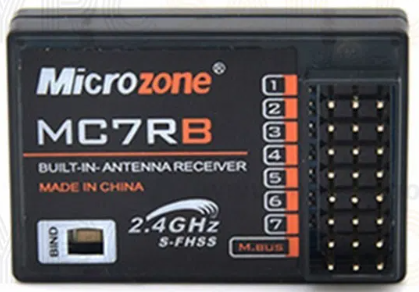 Microzone®
MC7RB
BUILT-IN-ANTENNA RECEIVER
MADE IN CHINA
BIND
2.4GHz
S-FHSS
1
2
3
4
5
6
7
M.BUS